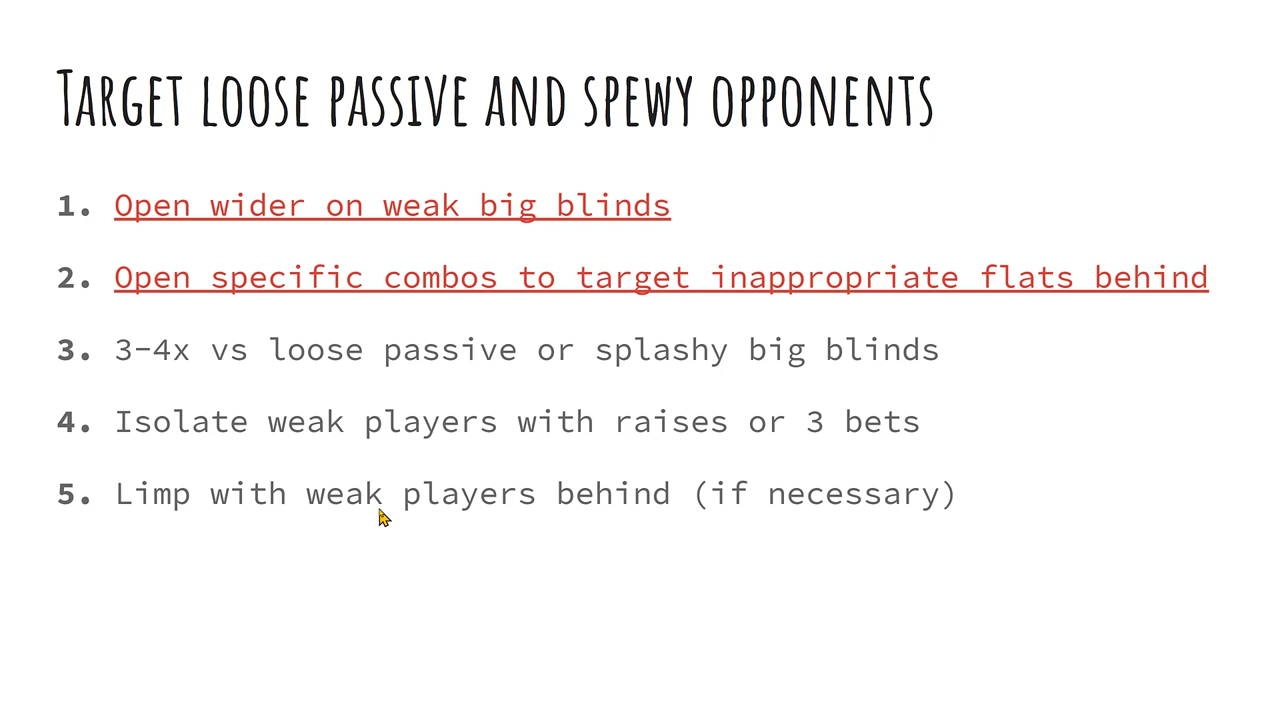 Target loose passive and spewy opponents
1. Open wider on weak big blinds
2. Open specific combos to target inappropriate flats behind
3. 3-4x vs loose passive or splashy big blinds
4. Isolate weak players with raises or 3 bets
5. Limp with weak players behind (if necessary)